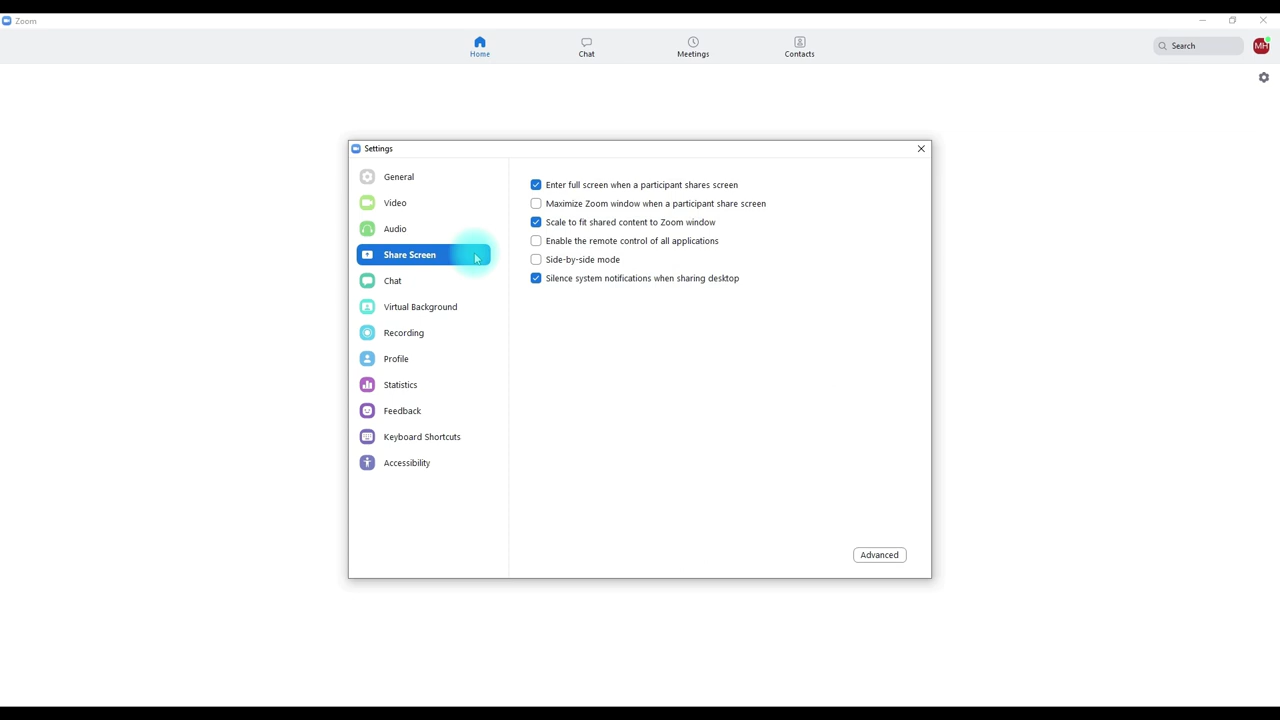 Zoom
Home
Chat
Meetings
Contacts
Search
MH
Settings
General
Video
Audio
Share Screen
Chat
Virtual Background
Recording
Profile
Statistics
Feedback
Keyboard Shortcuts
Accessibility
Enter full screen when a participant shares screen
Maximize Zoom window when a participant share screen
Scale to fit shared content to Zoom window
Enable the remote control of all applications
Side-by-side mode
Silence system notifications when sharing desktop
Advanced